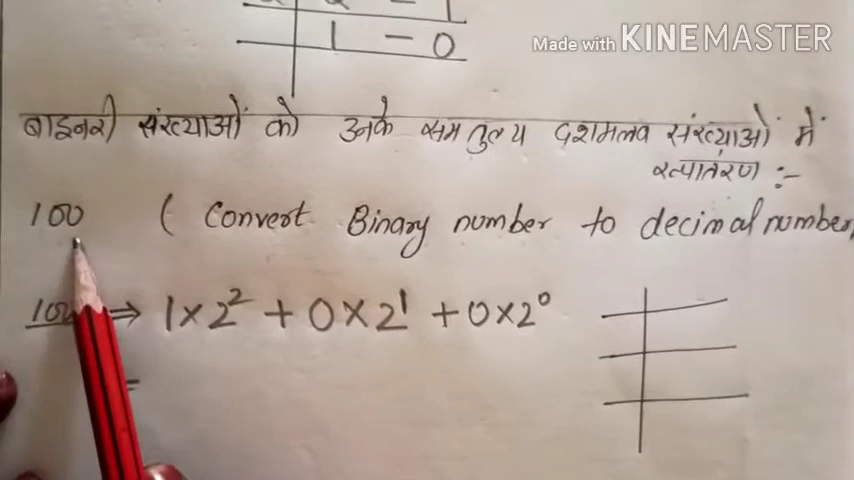 1 - 0
Made with KINEMASTER
बाइनरी संख्याओं को उनके समतुल्य दशमलव संख्याओं में
रुपातंरण :-
100 ( Convert Binary number to decimal number
100 ⇒ 1×2² + 0×2¹ + 0×2⁰
=